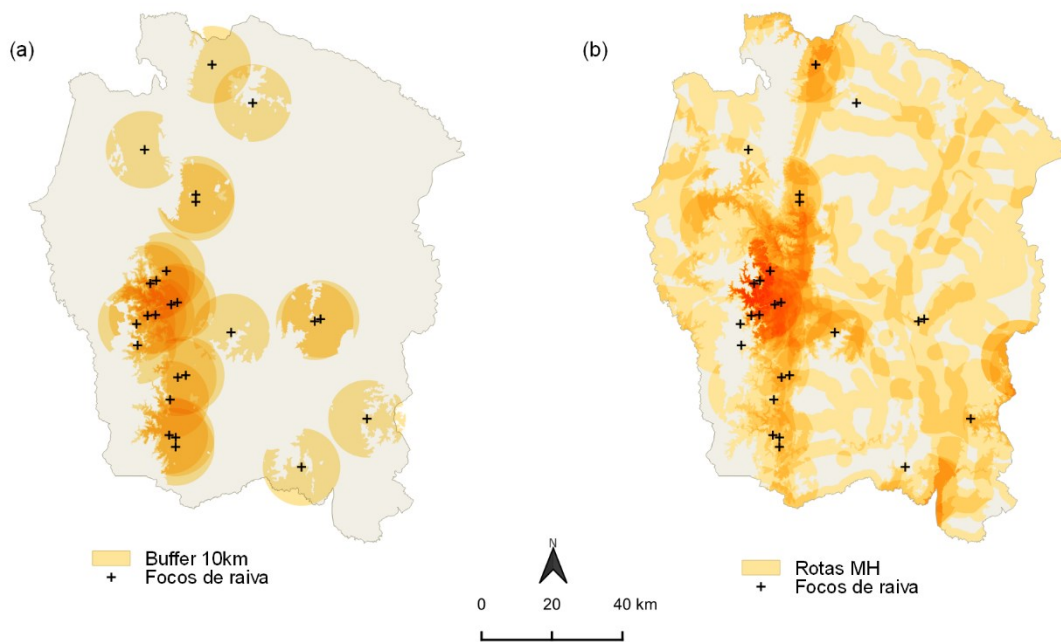 (a)
(b)
Buffer 10km
Focos de raiva
N
Rotas MH
Focos de raiva
0 20 40 km